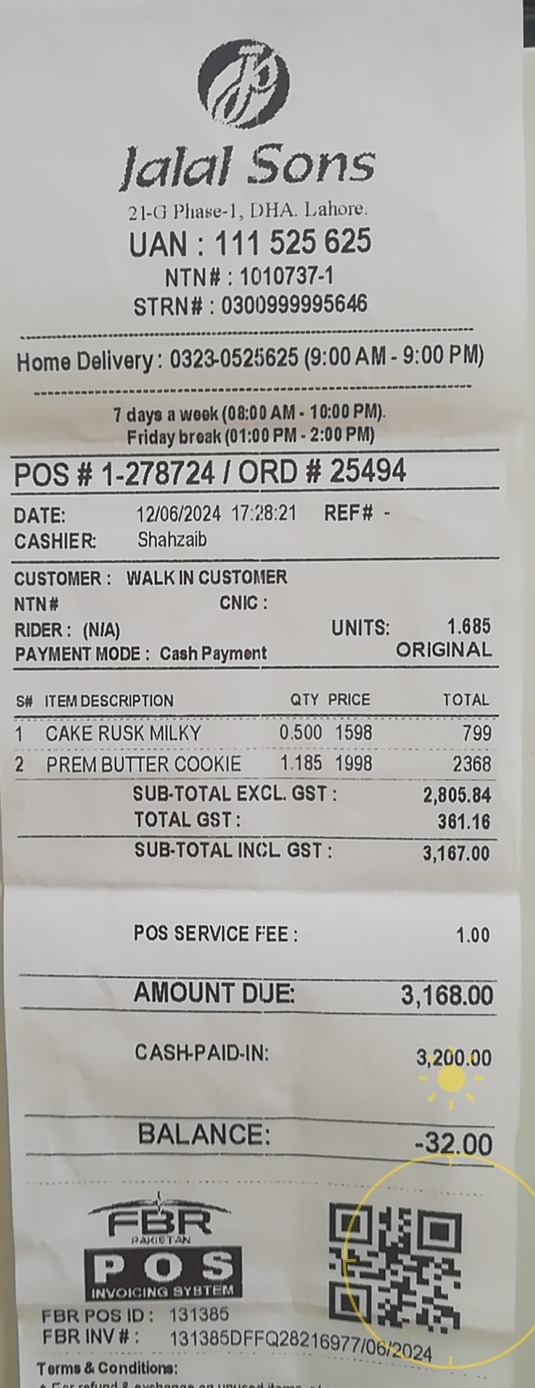 Jalal Sons
21-G Phase-1, DHA. Lahore.
UAN : 111 525 625
NTN# : 1010737-1
STRN# : 0300999995646
Home Delivery : 0323-0525625 (9:00 AM - 9:00 PM)
7 days a week (08:00 AM - 10:00 PM).
Friday break (01:00 PM - 2:00 PM)
POS # 1-278724 / ORD # 25494
DATE: 12/06/2024 17:28:21 REF# -
CASHIER: Shahzaib
CUSTOMER : WALK IN CUSTOMER
NTN# CNIC :
RIDER : (N/A) UNITS: 1.685
PAYMENT MODE : Cash Payment ORIGINAL
S# ITEM DESCRIPTION QTY PRICE TOTAL
1 CAKE RUSK MILKY 0.500 1598 799
2 PREM BUTTER COOKIE 1.185 1998 2368
SUB-TOTAL EXCL. GST : 2,805.84
TOTAL GST : 361.16
SUB-TOTAL INCL GST : 3,167.00
POS SERVICE FEE : 1.00
AMOUNT DUE: 3,168.00
CASH-PAID-IN: 3,200.00
BALANCE: -32.00
FBR
PAKISTAN
POS
INVOICING SYSTEM
FBR POS ID : 131385
FBR INV # : 131385DFFQ28216977/06/2024
Terms & Conditions: